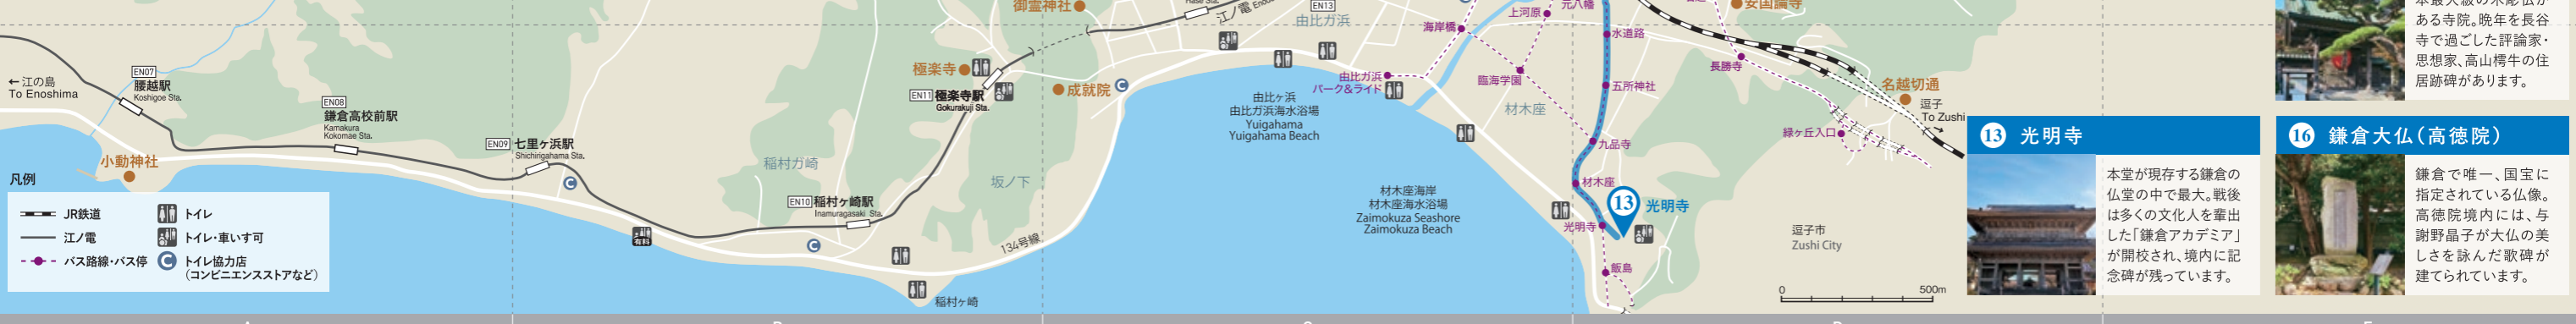 御霊神社
江ノ電
EN13
由比ガ浜
上河原
元八幡
安国論寺
海岸橋
水道路
←江の島
To Enoshima
EN07
腰越駅
Koshigoe Sta.
EN08
鎌倉高校前駅
Kamakura
Kokomae Sta.
EN09
七里ヶ浜駅
Shichirigahama Sta.
極楽寺
EN11
極楽寺駅
Gokurakuji Sta.
成就院
由比ガ浜
パーク&ライド
臨海学園
長勝寺
名越切通
逗子
To Zushi
由比ヶ浜
由比ガ浜海水浴場
Yuigahama
Yuigahama Beach
材木座
五所神社
緑ヶ丘入口
九品寺
小動神社
稲村ガ崎
坂ノ下
EN10
稲村ヶ崎駅
Inamuragasaki Sta.
材木座海岸
材木座海水浴場
Zaimokuza Seashore
Zaimokuza Beach
材木座
13
光明寺
光明寺
飯島
有料
134号線
稲村ヶ崎
逗子市
Zushi City
0
500m
凡例
JR鉄道
江ノ電
バス路線・バス停
トイレ
トイレ・車いす可
C
トイレ協力店
(コンビニエンスストアなど)
ある寺院。晩年を長谷
寺で過ごした評論家・
思想家、高山樗牛の住
居跡碑があります。
13 光明寺
本堂が現存する鎌倉の
仏堂の中で最大。戦後
は多くの文化人を輩出
した「鎌倉アカデミア」
が開校され、境内に記
念碑が残っています。
16 鎌倉大仏(高徳院)
鎌倉で唯一、国宝に
指定されている仏像。
高徳院境内には、与
謝野晶子が大仏の美
しさを詠んだ歌碑が
建てられています。